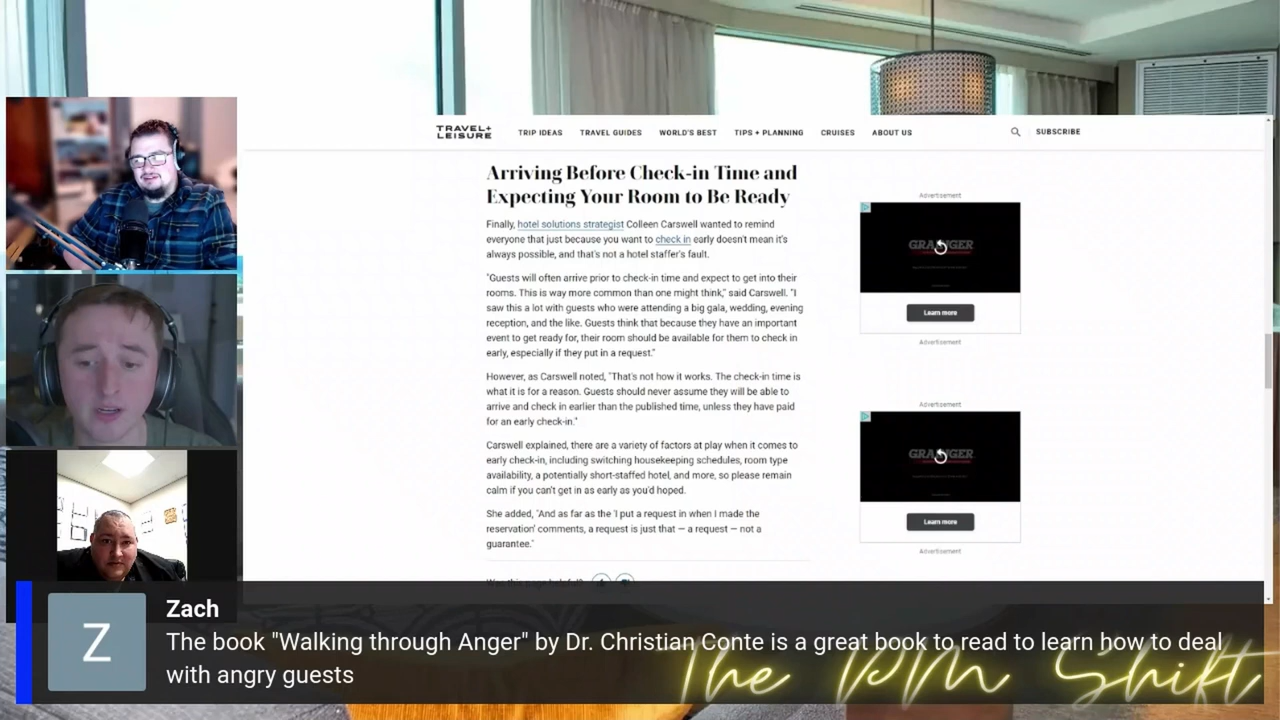 TRAVEL+
LEISURE
TRIP IDEAS
TRAVEL GUIDES
WORLD'S BEST
TIPS + PLANNING
CRUISES
ABOUT US
SUBSCRIBE
Arriving Before Check-in Time and
Expecting Your Room to Be Ready
Finally, hotel solutions strategist Colleen Carswell wanted to remind
everyone that just because you want to check in early doesn't mean it's
always possible, and that's not a hotel staffer's fault.
"Guests will often arrive prior to check-in time and expect to get into their
rooms. This is way more common than one might think," said Carswell. "I
saw this a lot with guests who were attending a big gala, wedding, evening
reception, and the like. Guests think that because they have an important
event to get ready for, their room should be available for them to check in
early, especially if they put in a request."
However, as Carswell noted, "That's not how it works. The check-in time is
what it is for a reason. Guests should never assume they will be able to
arrive and check in earlier than the published time, unless they have paid
for an early check-in."
Carswell explained, there are a variety of factors at play when it comes to
early check-in, including switching housekeeping schedules, room type
availability, a potentially short-staffed hotel, and more, so please remain
calm if you can't get in as early as you'd hoped.
She added, "And as far as the 'I put a request in when I made the
reservation' comments, a request is just that — a request — not a
guarantee."
Was this page helpful?
Advertisement
GRAINGER
Learn more
Advertisement
Advertisement
GRAINGER
Learn more
Advertisement
Z
Zach
The book "Walking through Anger" by Dr. Christian Conte is a great book to read to learn how to deal
with angry guests
The PM Shift